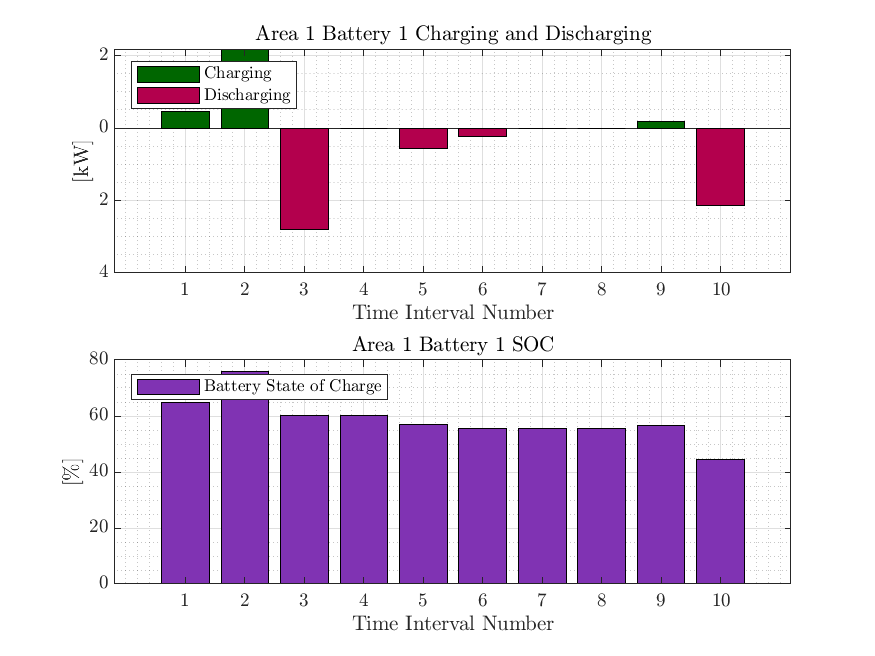 Area 1 Battery 1 Charging and Discharging
2
0
2
4
[kW]
Charging
Discharging
1 2 3 4 5 6 7 8 9 10
Time Interval Number
Area 1 Battery 1 SOC
80
60
40
20
0
[%]
Battery State of Charge
1 2 3 4 5 6 7 8 9 10
Time Interval Number